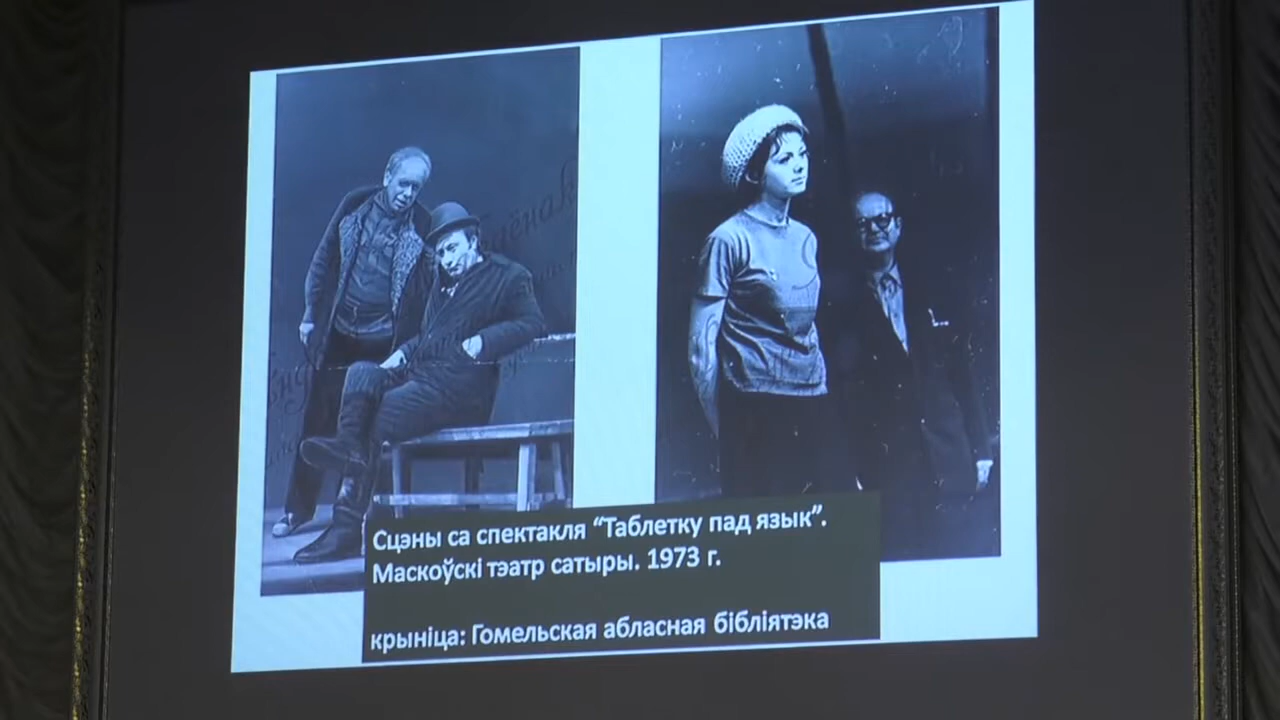 Сцэны са спектакля “Таблетку пад язык”.
Маскоўскі тэатр сатыры. 1973 г.
крыніца: Гомельская абласная бібліятэка